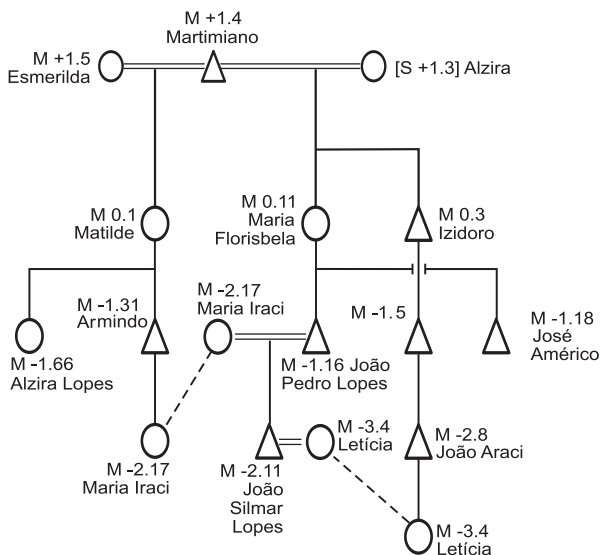 M +1.4
Martimiano
M +1.5
Esmerilda
[S +1.3] Alzira
M 0.1
Matilde
M 0.11
Maria
Florisbela
M 0.3
Izidoro
M -2.17
Maria Iraci
M -1.31
Armindo
M -1.5
M -1.18
José
Américo
M -1.66
Alzira Lopes
M -1.16 João
Pedro Lopes
M -3.4
Letícia
M -2.8
João Araci
M -2.17
Maria Iraci
M -2.11
João
Silmar
Lopes
M -3.4
Letícia